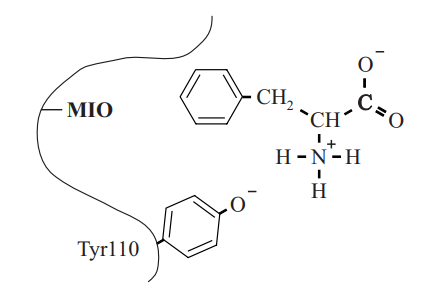 O⁻
CH₂
C
MIO
CH
O
H-N⁺-H
H
O⁻
Tyr110